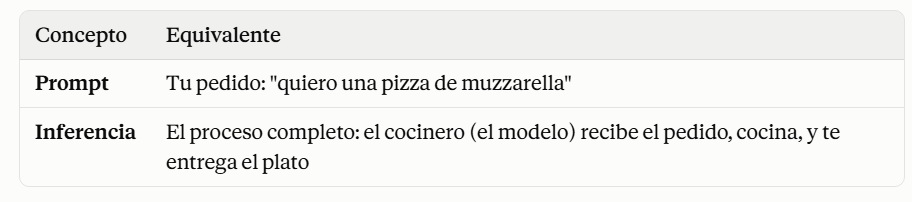 Concepto Equivalente
Prompt Tu pedido: "quiero una pizza de muzzarella"
Inferencia El proceso completo: el cocinero (el modelo) recibe el pedido, cocina, y te
entrega el plato